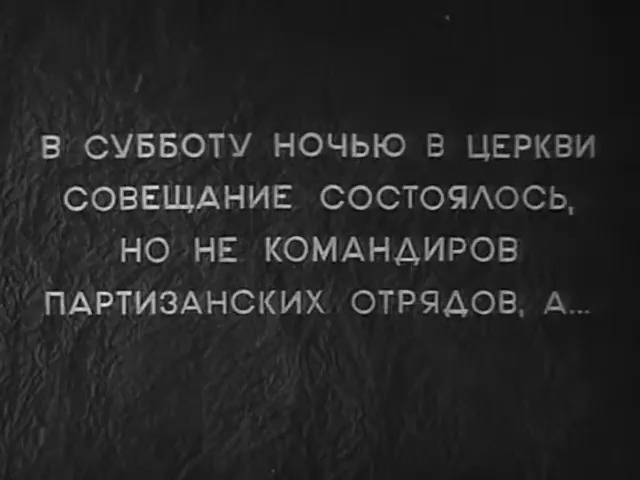 В СУББОТУ НОЧЬЮ В ЦЕРКВИ
СОВЕЩАНИЕ СОСТОЯЛОСЬ,
НО НЕ КОМАНДИРОВ
ПАРТИЗАНСКИХ ОТРЯДОВ, А...